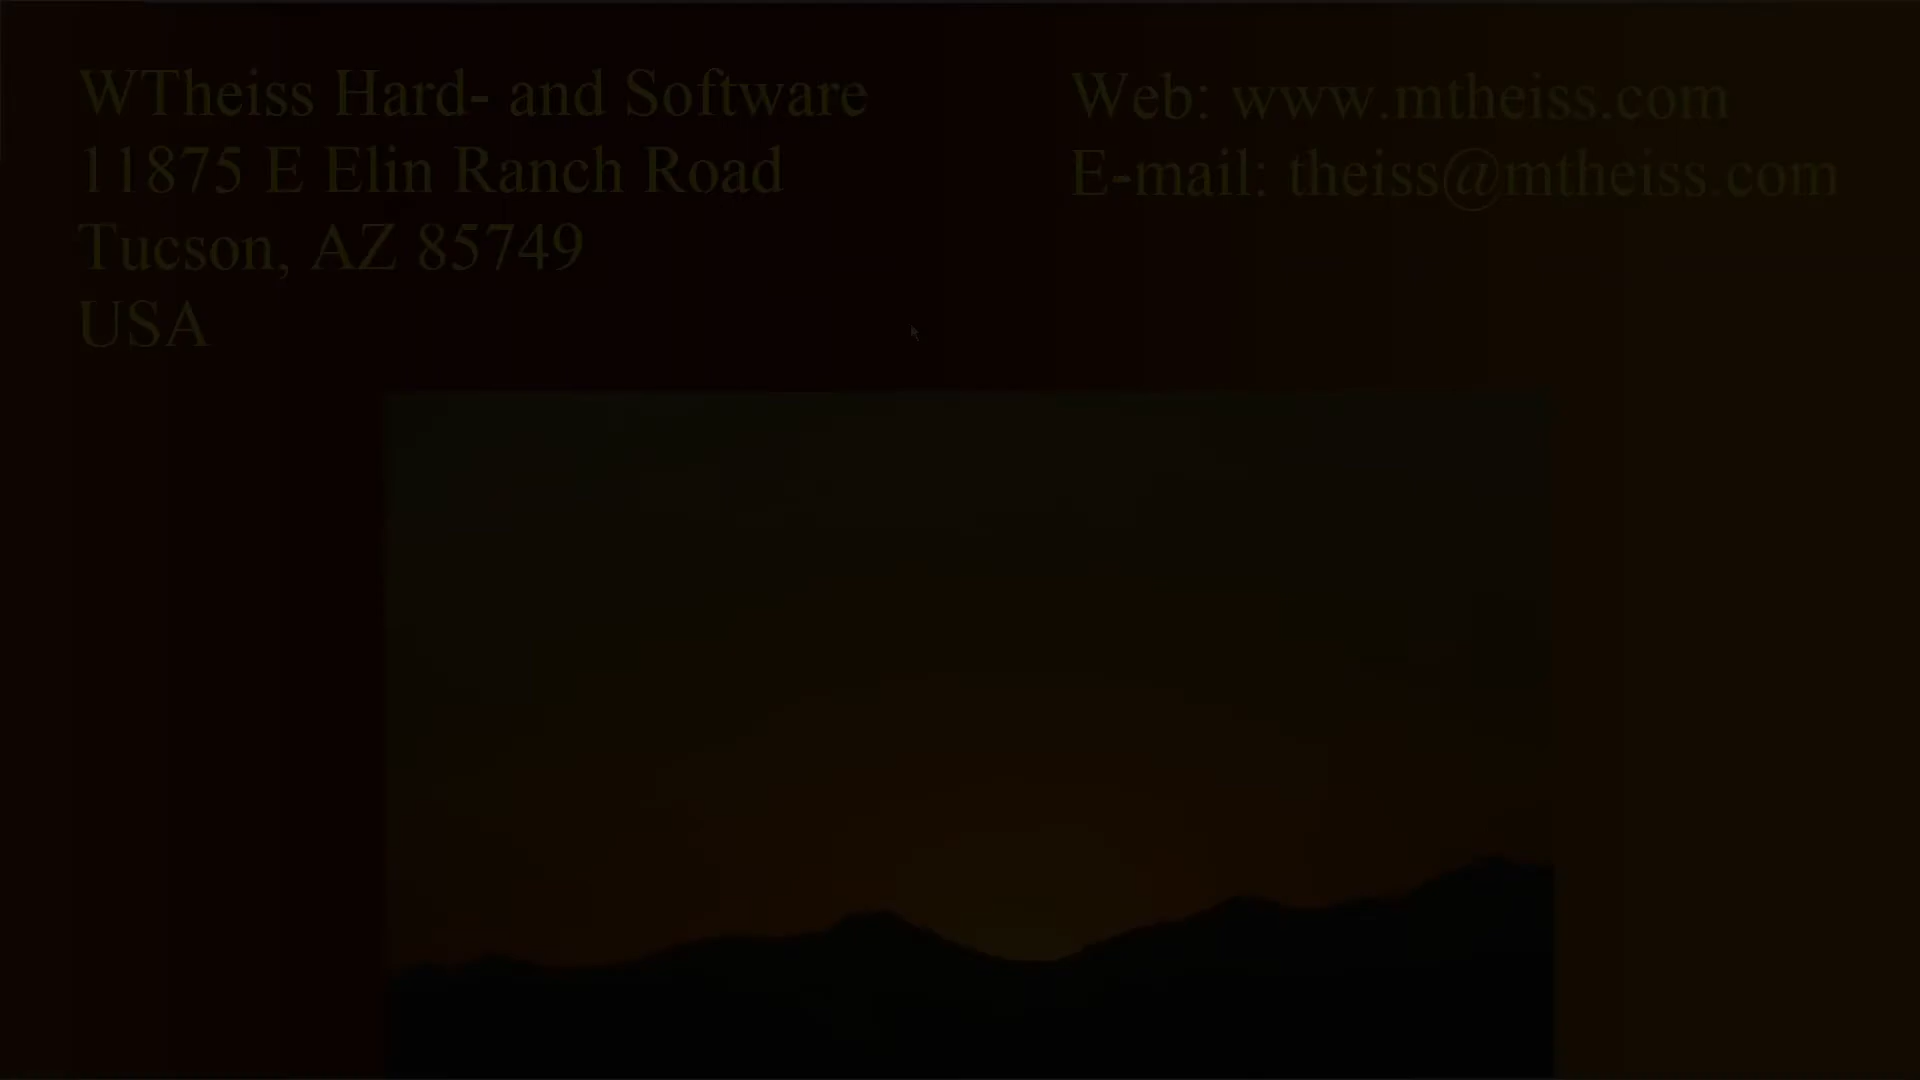 WTheiss Hard- and Software
11875 E Elin Ranch Road
Tucson, AZ 85749
USA
Web: www.mtheiss.com
E-mail: theiss@mtheiss.com